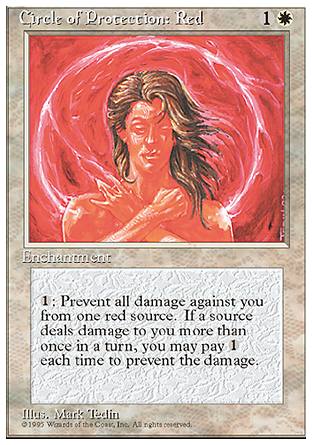 Circle of Protection: Red 1
Enchantment
1: Prevent all damage against you
from one red source. If a source
deals damage to you more than
once in a turn, you may pay 1
each time to prevent the damage.
Illus. Mark Tedin
©1995 Wizards of the Coast, Inc. All rights reserved.